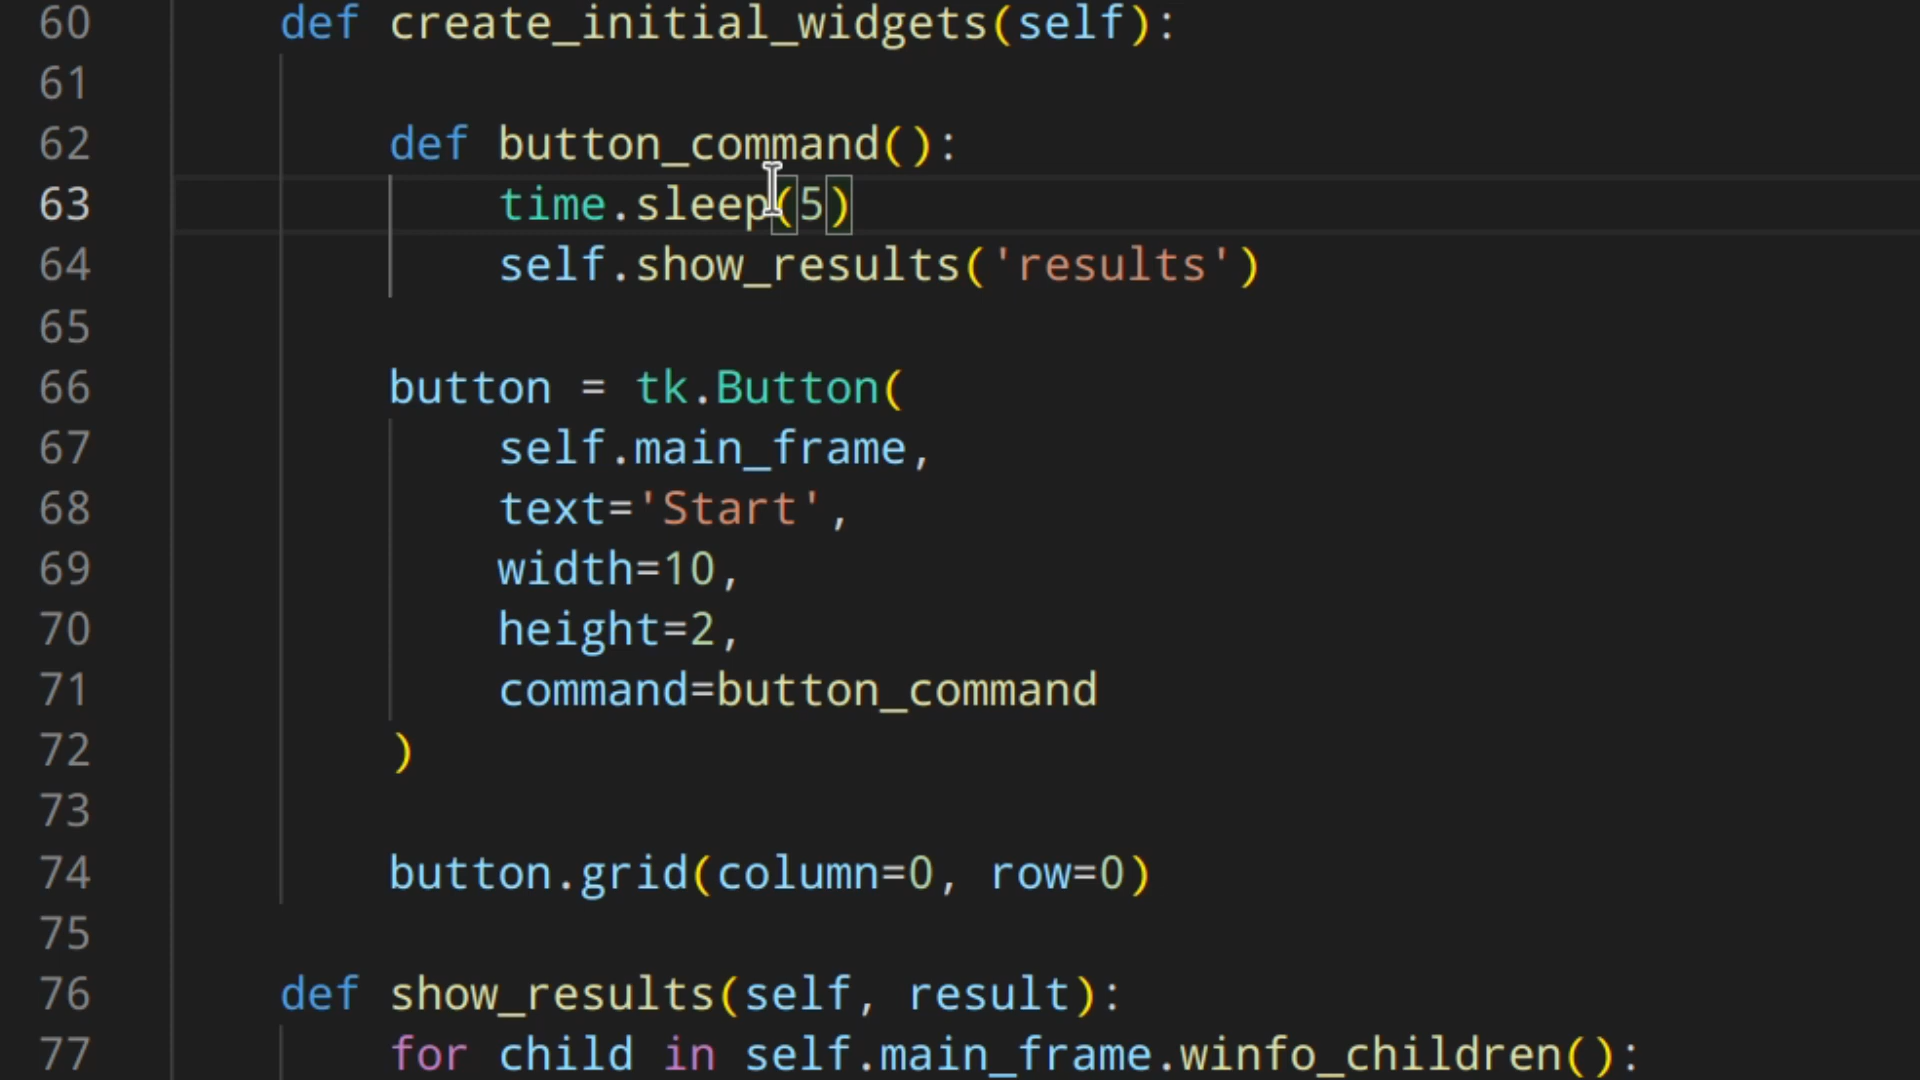 60 def create_initial_widgets(self):
61
62 def button_command():
63 time.sleep(5)
64 self.show_results('results')
65
66 button = tk.Button(
67 self.main_frame,
68 text='Start',
69 width=10,
70 height=2,
71 command=button_command
72 )
73
74 button.grid(column=0, row=0)
75
76 def show_results(self, result):
77 for child in self.main_frame.winfo_children():